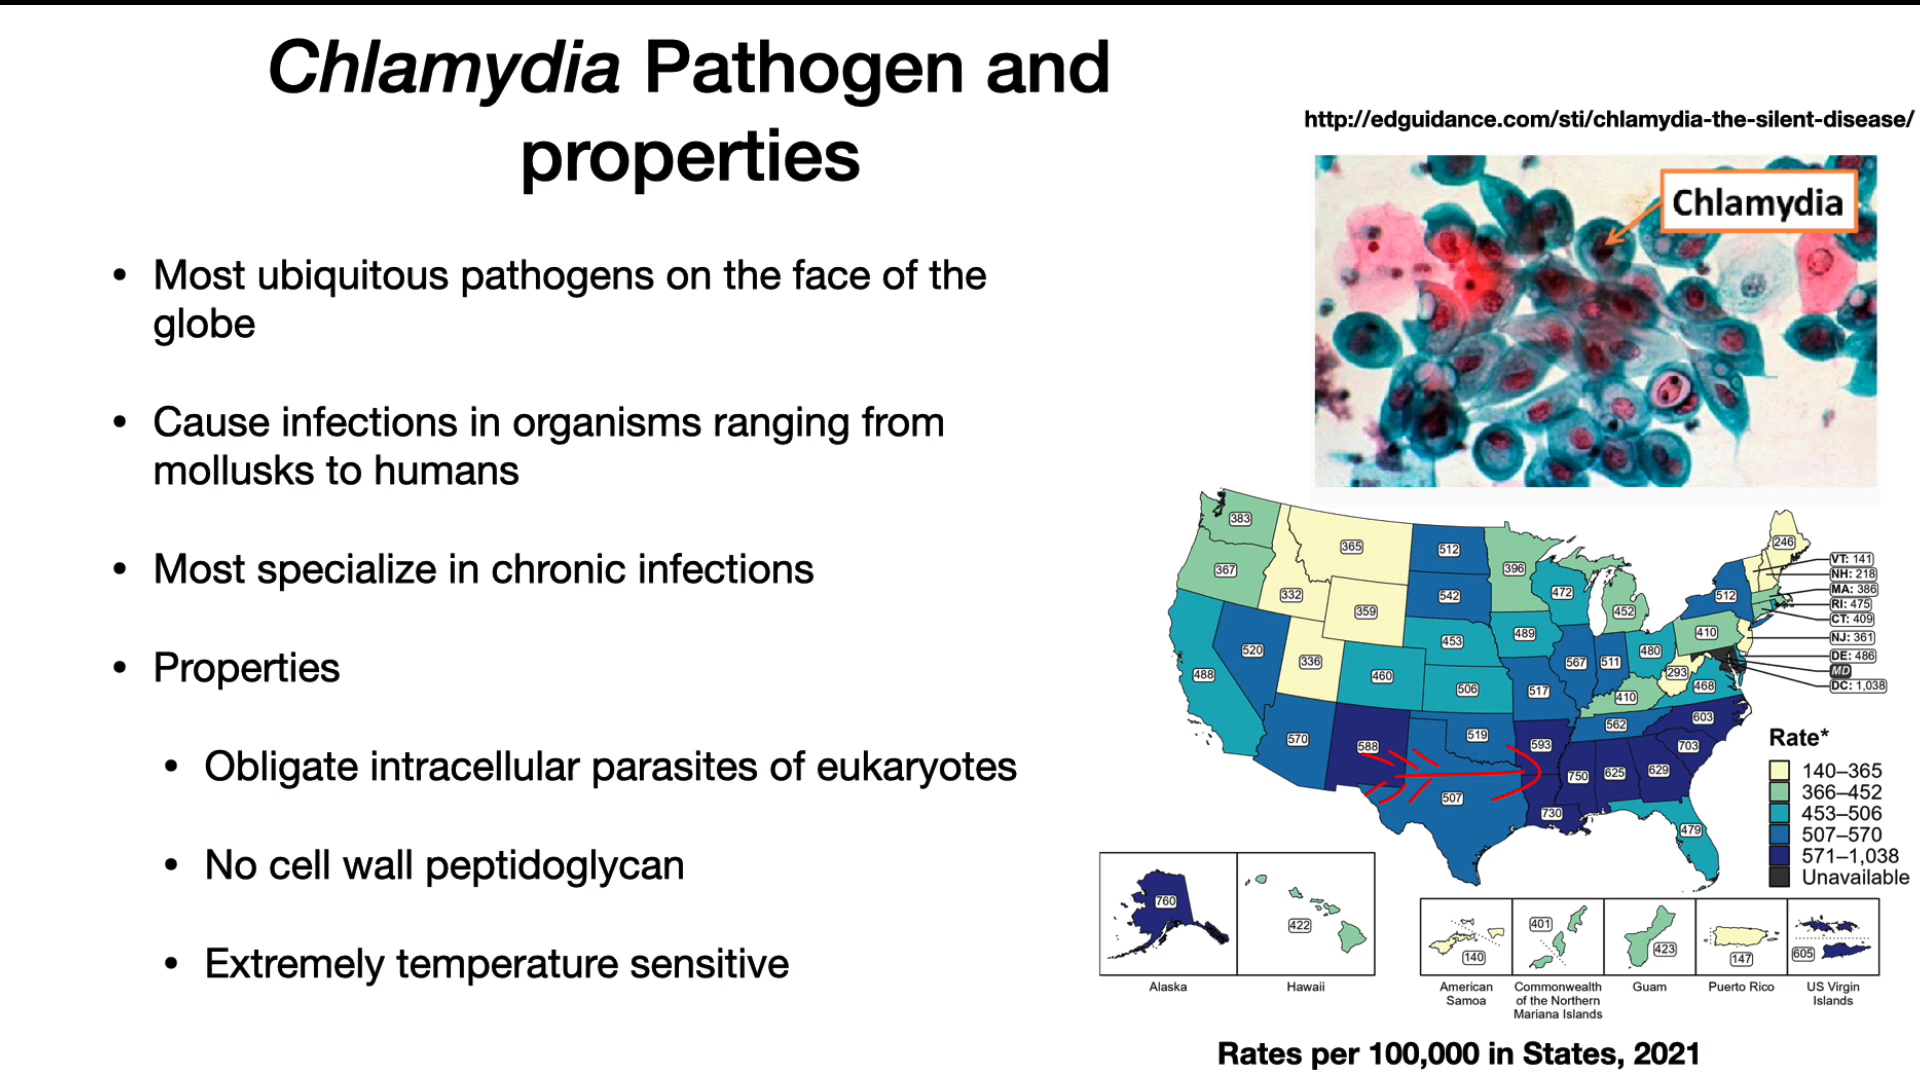 Chlamydia Pathogen and
properties
http://edguidance.com/sti/chlamydia-the-silent-disease/
Chlamydia
• Most ubiquitous pathogens on the face of the
globe
• Cause infections in organisms ranging from
mollusks to humans
• Most specialize in chronic infections
• Properties
• Obligate intracellular parasites of eukaryotes
• No cell wall peptidoglycan
• Extremely temperature sensitive
383
367
365
332
359
512
542
396
472
452
246
512
VT: 141
NH: 218
MA: 386
RI: 475
CT: 409
NJ: 361
DE: 486
MD
DC: 1,038
488
520
336
460
453
506
489
517
567
511
480
410
293
468
410
562
603
570
588
519
507
593
730
750
625
629
703
479
Rate*
140–365
366–452
453–506
507–570
571–1,038
Unavailable
760
422
140
401
423
147
605
Alaska
Hawaii
American
Samoa
Commonwealth
of the Northern
Mariana Islands
Guam
Puerto Rico
US Virgin
Islands
Rates per 100,000 in States, 2021